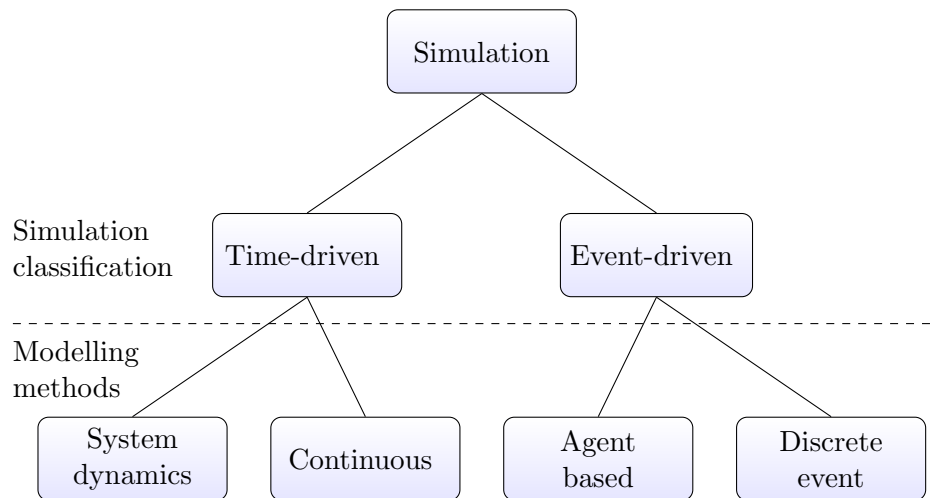 Simulation
Simulation
classification
Time-driven
Event-driven
Modelling
methods
System
dynamics
Continuous
Agent
based
Discrete
event